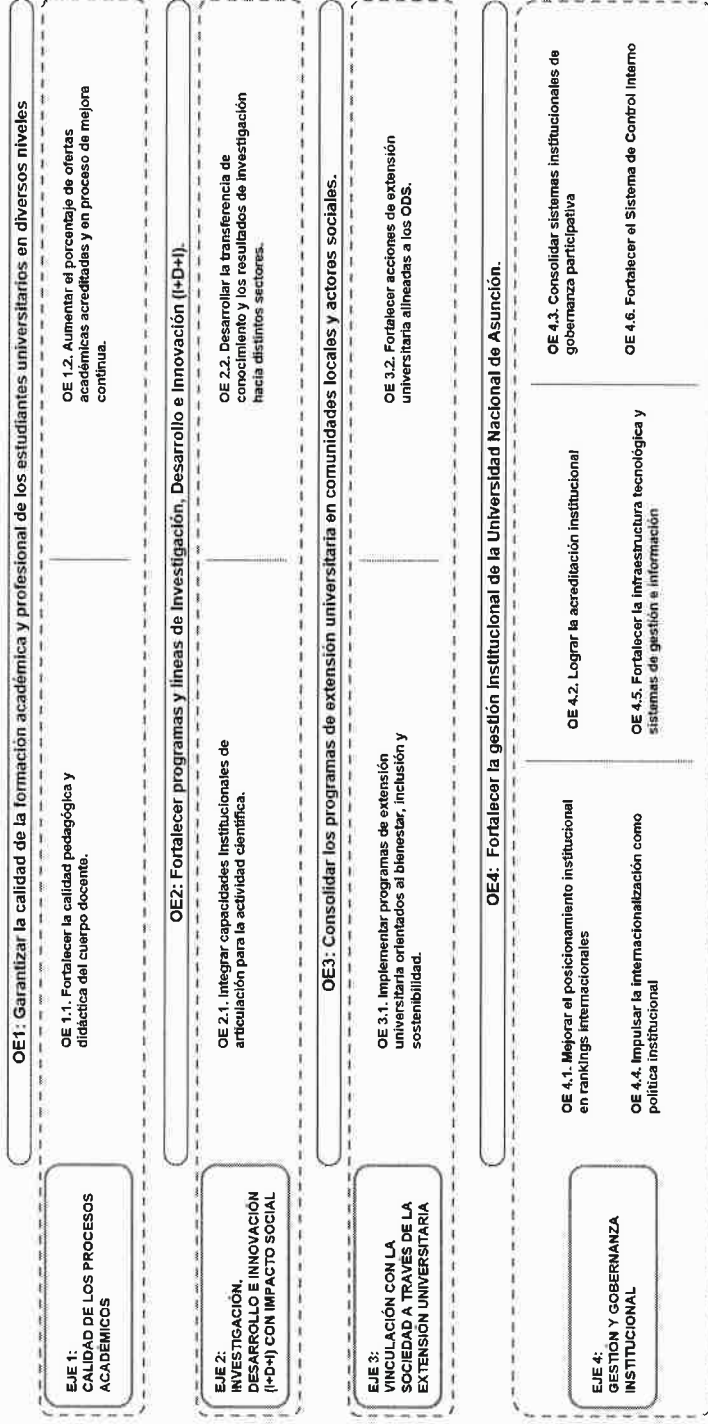 OE1: Garantizar la calidad de la formación académica y profesional de los estudiantes universitarios en diversos niveles
EJE 1:
CALIDAD DE LOS PROCESOS
ACADÉMICOS
OE 1.1. Fortalecer la calidad pedagógica y
didáctica del cuerpo docente.
OE 1.2. Aumentar el porcentaje de ofertas
académicas acreditadas y en proceso de mejora
continua.
OE2: Fortalecer programas y líneas de Investigación, Desarrollo e Innovación (I+D+I).
EJE 2:
INVESTIGACIÓN,
DESARROLLO E INNOVACIÓN
(I+D+I) CON IMPACTO SOCIAL
OE 2.1. Integrar capacidades Institucionales de
articulación para la actividad científica.
OE 2.2. Desarrollar la transferencia de
conocimiento y los resultados de investigación
hacia distintos sectores.
OE3: Consolidar los programas de extensión universitaria en comunidades locales y actores sociales.
EJE 3:
VINCULACIÓN CON LA
SOCIEDAD A TRAVÉS DE LA
EXTENSIÓN UNIVERSITARIA
OE 3.1. Implementar programas de extensión
universitaria orientados al bienestar, inclusión y
sostenibilidad.
OE 3.2. Fortalecer acciones de extensión
universitaria alineadas a los ODS.
OE4: Fortalecer la gestión Institucional de la Universidad Nacional de Asunción.
EJE 4:
GESTIÓN Y GOBERNANZA
INSTITUCIONAL
OE 4.1. Mejorar el posicionamiento institucional
en rankings internacionales
OE 4.2. Lograr la acreditación institucional
OE 4.3. Consolidar sistemas institucionales de
gobernanza participativa
OE 4.4. Impulsar la internacionalización como
política institucional
OE 4.5. Fortalecer la infraestructura tecnológica y
sistemas de gestión e información
OE 4.6. Fortalecer el Sistema de Control Interno